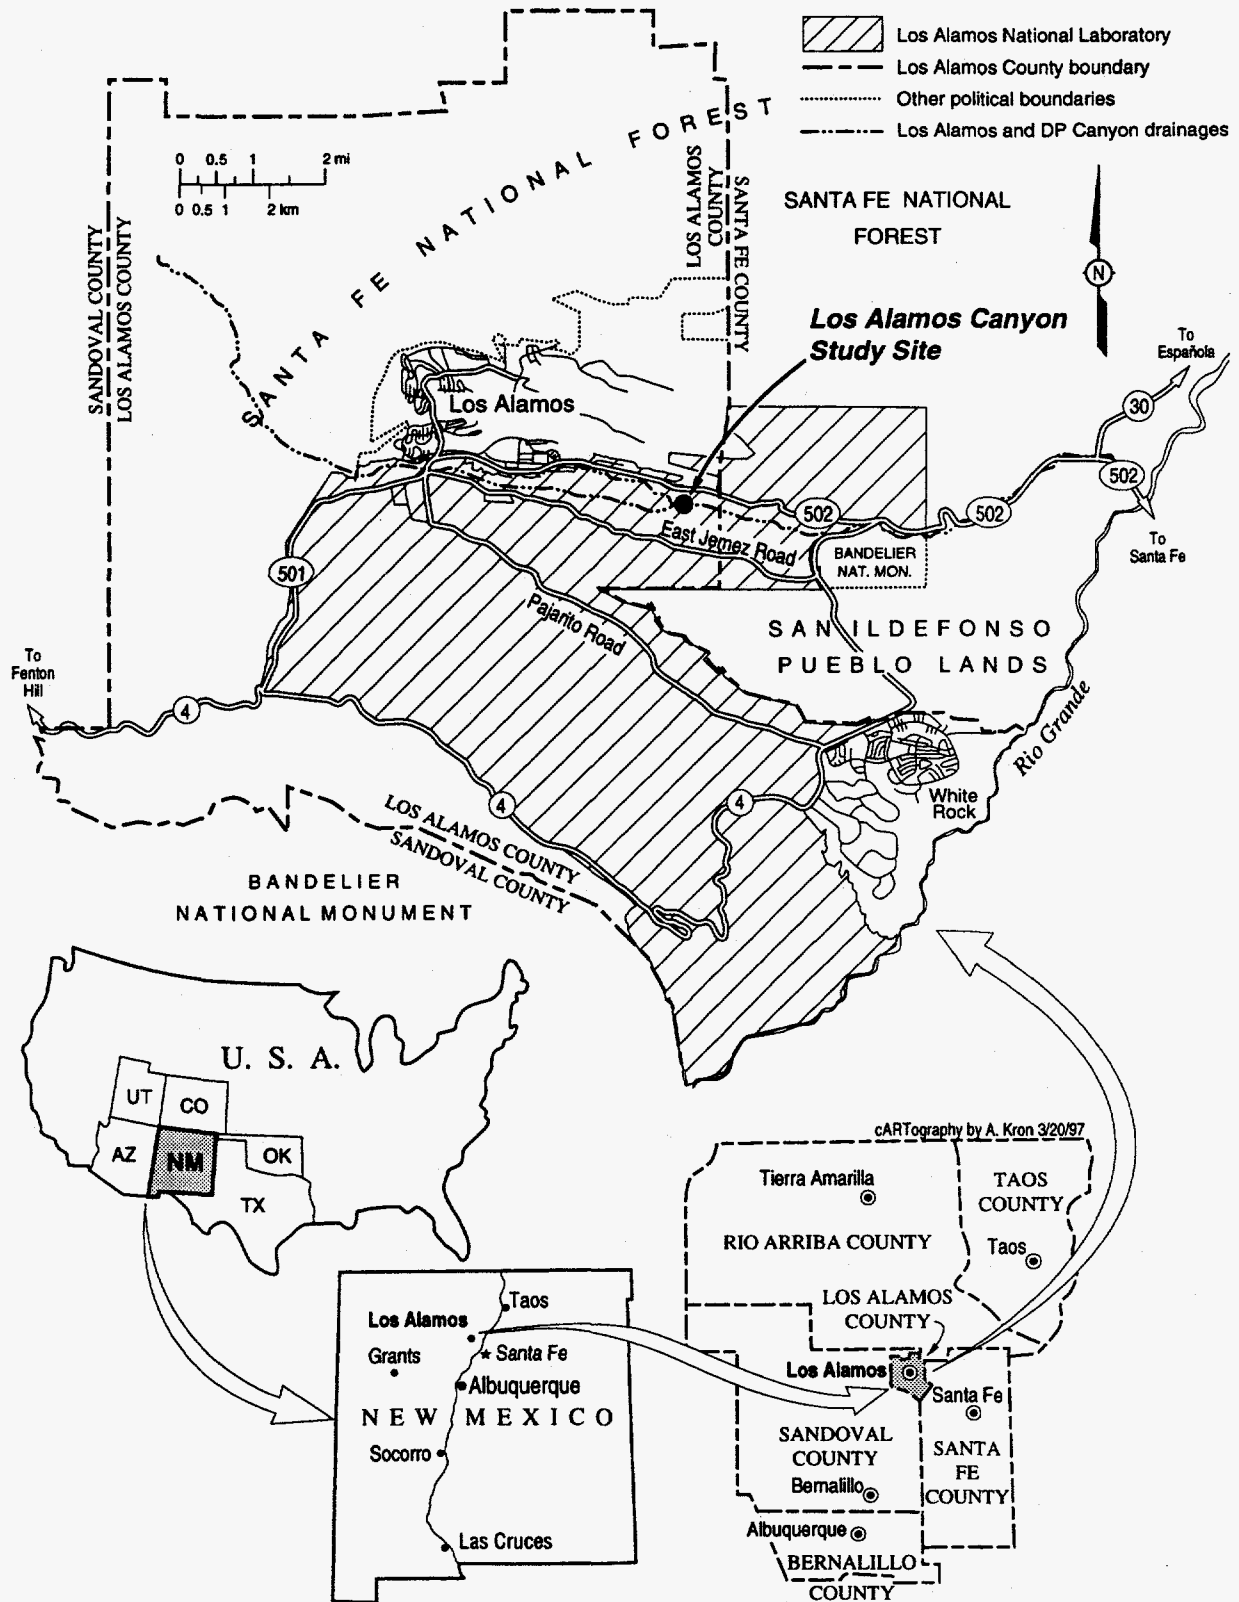 Los Alamos National Laboratory
Los Alamos County boundary
Other political boundaries
Los Alamos and DP Canyon drainages
0 0.5 1 2 mi
0 0.5 1 2 km
SANTA FE NATIONAL FOREST
SANDOVAL COUNTY
LOS ALAMOS COUNTY
LOS ALAMOS
COUNTY
SANTA FE COUNTY
SANTA FE NATIONAL
FOREST
N
Los Alamos Canyon
Study Site
To
Española
30
502
To
Santa Fe
Los Alamos
502
502
East Jemez Road
BANDELIER
NAT. MON.
501
Pajarito Road
SAN ILDEFONSO
PUEBLO LANDS
To
Fenton
Hill
4
Rio Grande
4
4
White
Rock
LOS ALAMOS COUNTY
SANDOVAL COUNTY
BANDELIER
NATIONAL MONUMENT
U. S. A.
UT
CO
AZ
NM
OK
TX
cARTography by A. Kron 3/20/97
Tierra Amarilla
TAOS
COUNTY
RIO ARRIBA COUNTY
Taos
LOS ALAMOS
COUNTY
Los Alamos
Santa Fe
SANDOVAL
COUNTY
SANTA
FE
COUNTY
Bernalillo
Albuquerque
BERNALILLO
COUNTY
Taos
Los Alamos
Grants
Santa Fe
Albuquerque
NEW MEXICO
Socorro
Las Cruces